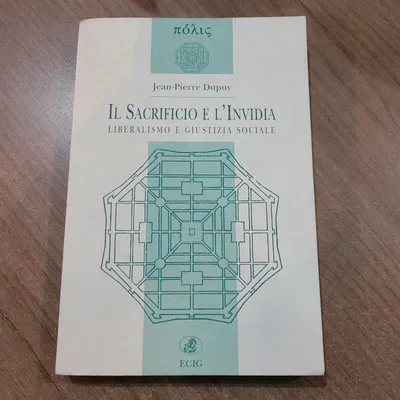 πόλις
Jean-Pierre Dupuy
IL SACRIFICIO E L'INVIDIA
LIBERALISMO E GIUSTIZIA SOCIALE
ECIG